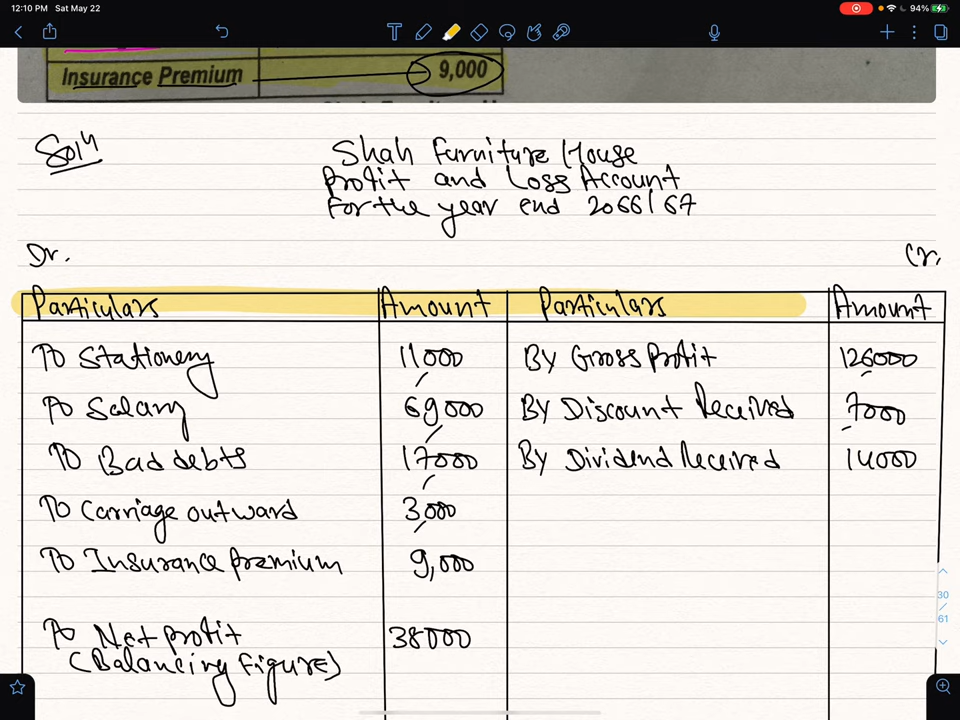 12:10 PM Sat May 22
94%
Insurance Premium 9,000
Soln
Shah Furniture House
Profit and Loss Account
For the year end 2066/67
Dr. Cr.
Particulars Amount Particulars Amount
To Stationery 11000 By Gross Profit 126000
To Salary 69000 By Discount Received 7000
To Bad debts 17000 By Dividend Received 14000
To Carriage outward 3,000
To Insurance premium 9,000
To Net profit 38000
(Balancing Figure)
30
/
61